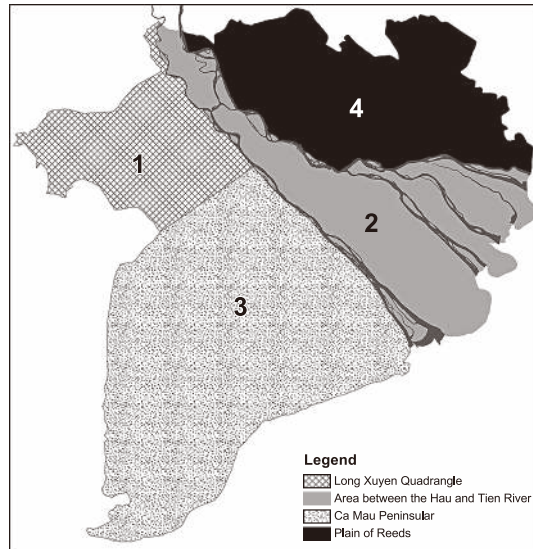 4
1
2
3
Legend
Long Xuyen Quadrangle
Area between the Hau and Tien River
Ca Mau Peninsular
Plain of Reeds